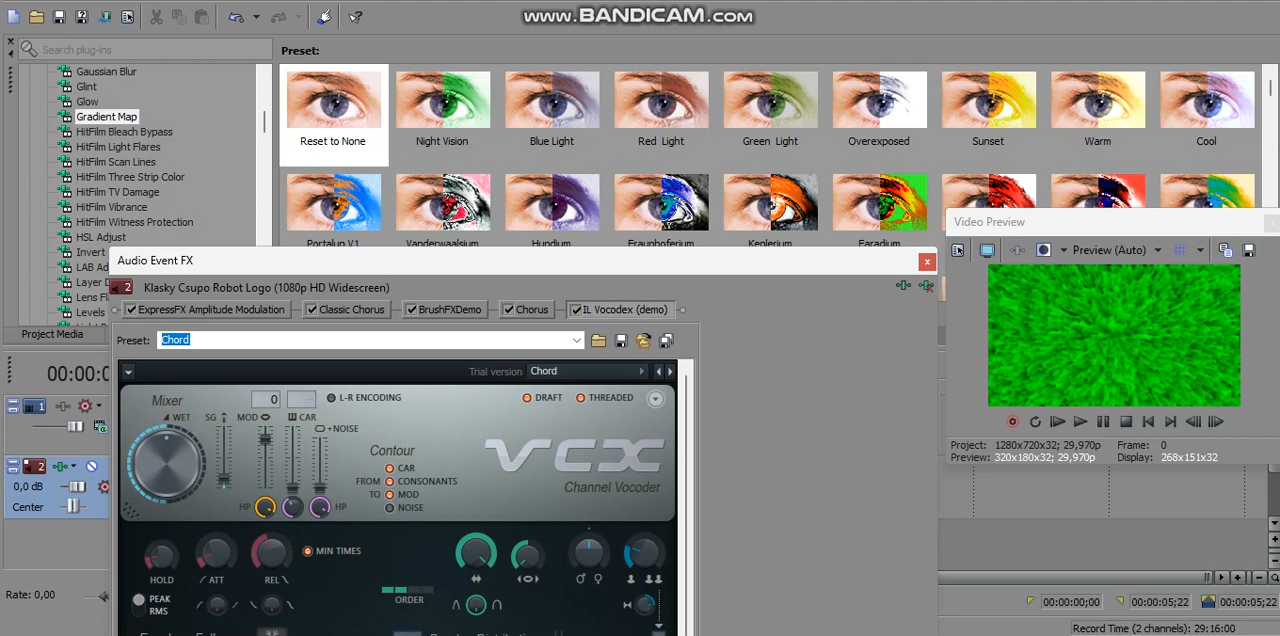 www.BANDICAM.com
Search plug-ins
Gaussian Blur
Glint
Glow
Gradient Map
HitFilm Bleach Bypass
HitFilm Light Flares
HitFilm Scan Lines
HitFilm Three Strip Color
HitFilm TV Damage
HitFilm Vibrance
HitFilm Witness Protection
HSL Adjust
Invert
LAB Ad
Layer D
Lens Fl
Levels
Project Media
Preset:
Reset to None
Night Vision
Blue Light
Red Light
Green Light
Overexposed
Sunset
Warm
Cool
Portalun V1
Vanderwaalsium
Hundium
Fraunhoferium
Keplerium
Faradium
Video Preview
Preview (Auto)
Project: 1280x720x32; 29,970p Frame: 0
Preview: 320x180x32; 29,970p Display: 268x151x32
Audio Event FX
2 Klasky Csupo Robot Logo (1080p HD Widescreen)
ExpressFX Amplitude Modulation
Classic Chorus
BrushFXDemo
Chorus
IL Vocodex (demo)
Preset: Chord
Trial version Chord
Mixer
0
L-R ENCODING
DRAFT
THREADED
WET SG MOD CAR
+NOISE
Contour
CAR
FROM CONSONANTS
TO MOD
NOISE
HP
HP
VCX
Channel Vocoder
HOLD
ATT
REL
MIN TIMES
PEAK
RMS
ORDER
00:00:0
1
2
0,0 dB
Center
Rate: 0,00
00:00:00;00
00:00:05;22
00:00:05;22
Record Time (2 channels): 29:16:00